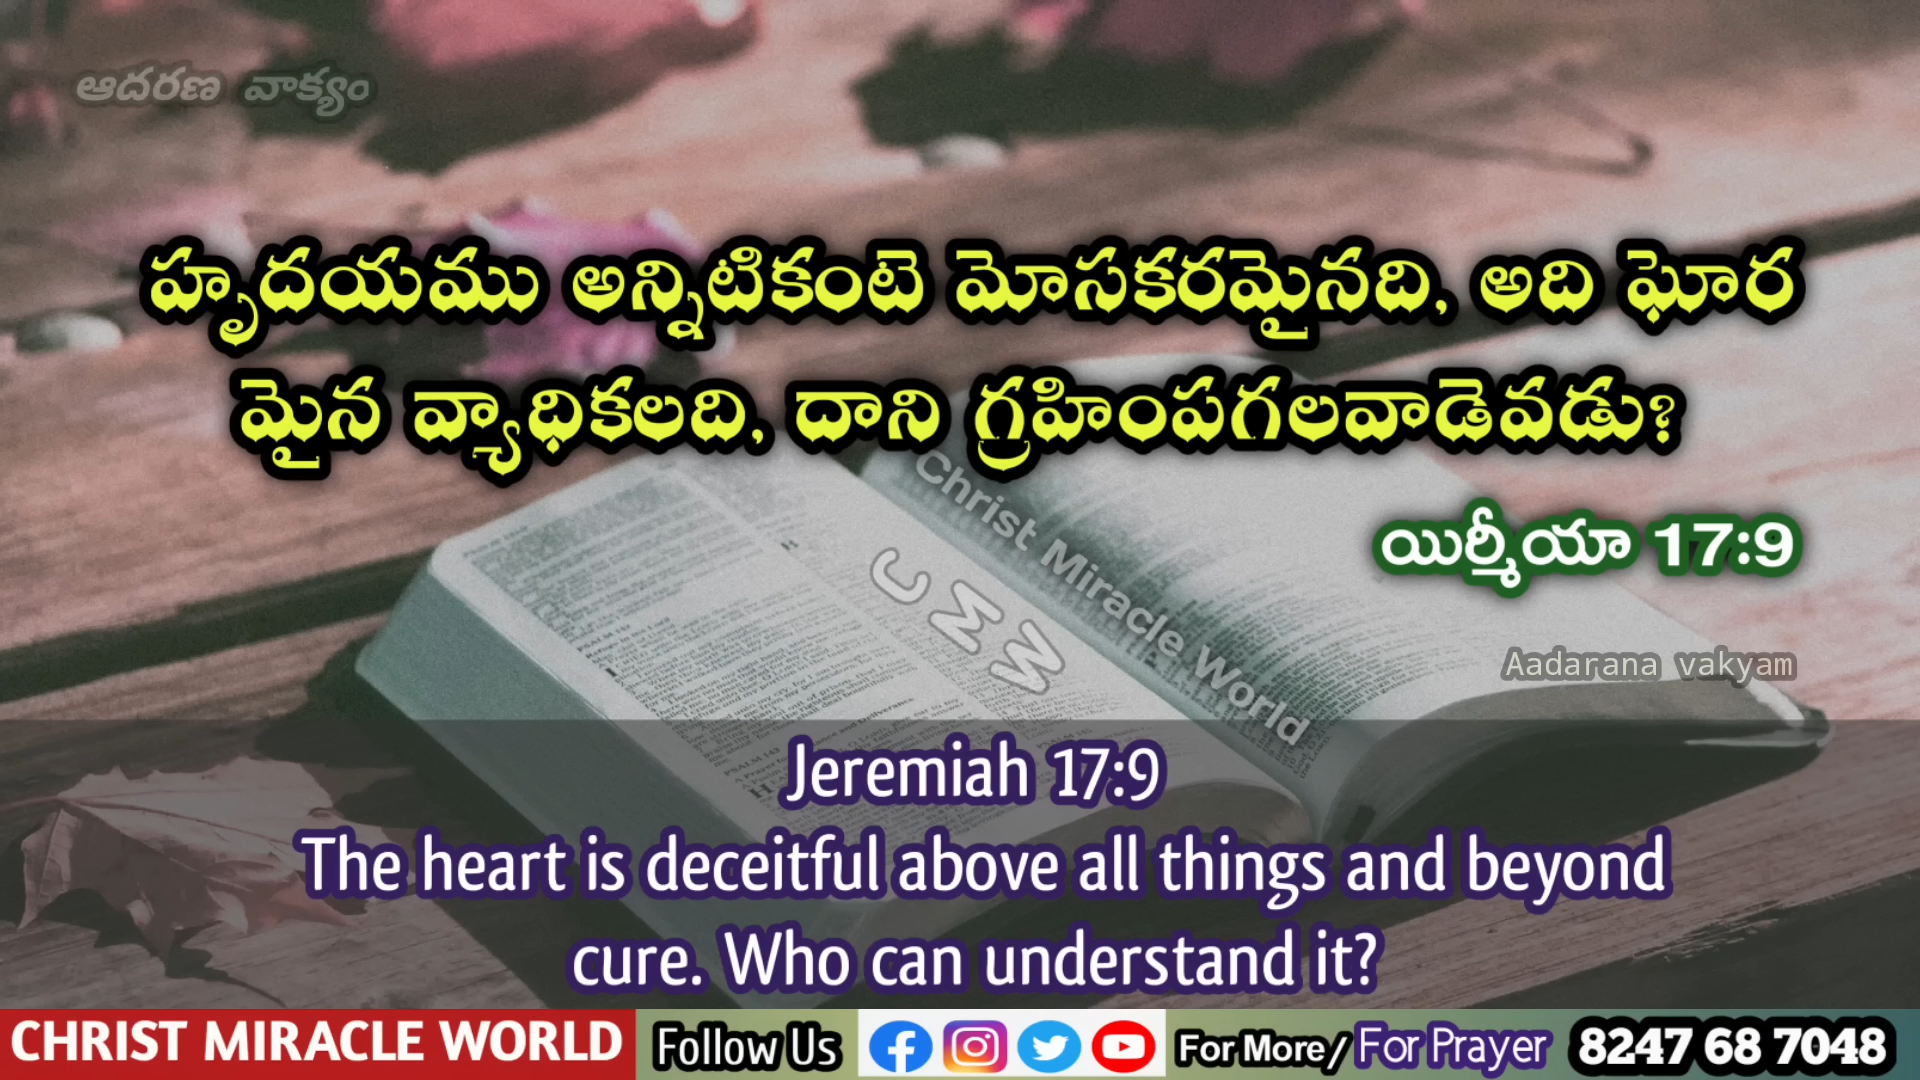 ఆదరణ వాక్యం
హృదయము అన్నిటికంటె మోసకరమైనది, అది ఘోర
మైన వ్యాధికలది, దాని గ్రహింపగలవాడెవడు?
యిర్మీయా 17:9
Christ Miracle World
CMW
Aadarana vakyam
Jeremiah 17:9
The heart is deceitful above all things and beyond
cure. Who can understand it?
CHRIST MIRACLE WORLD Follow Us For More/ For Prayer 8247 68 7048